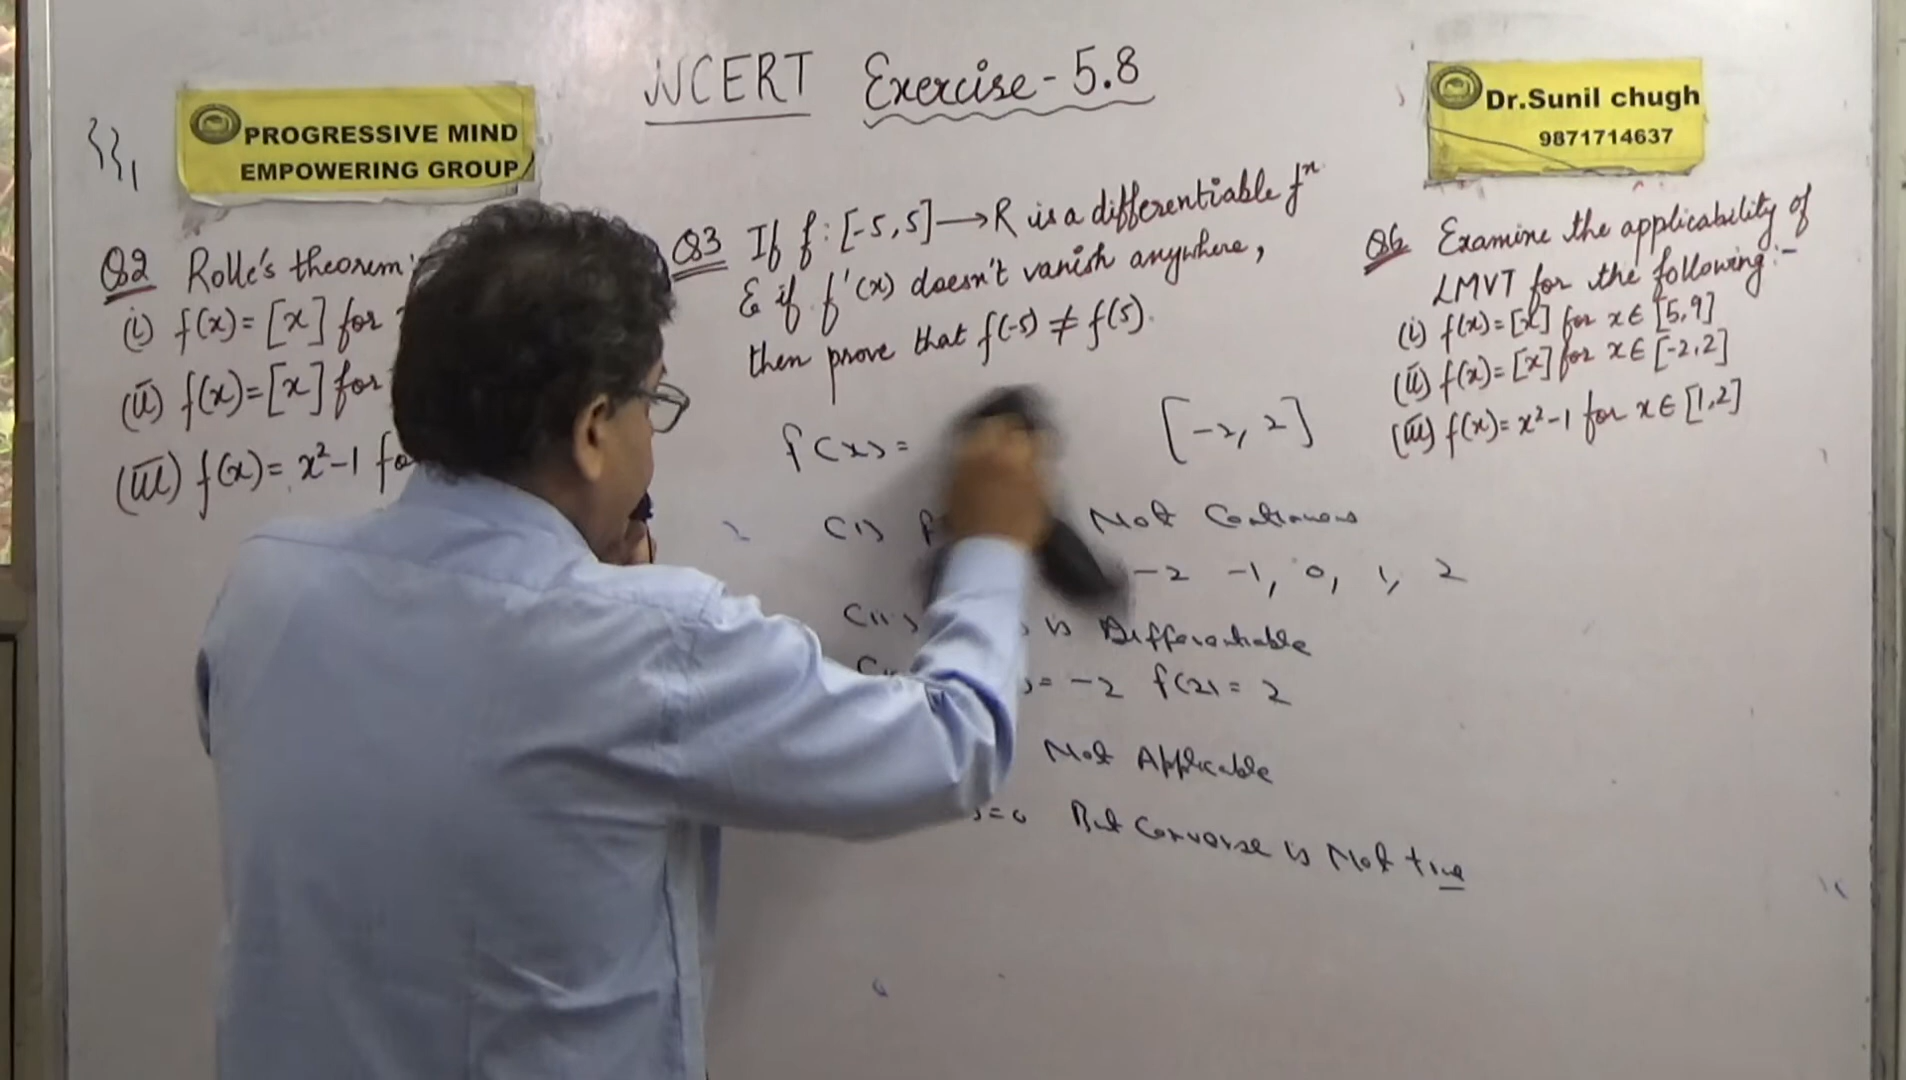 NCERT Exercise-5.8
PROGRESSIVE MIND
EMPOWERING GROUP
Dr.Sunil chugh
9871714637
Q2 Rolle's theorem:
(i) f(x)= [x] for
(ii) f(x)=[x] for
(iii) f(x)= x²-1 fo
Q3 If f: [-5,5]⟶R is a differentiable fⁿ
& if f'(x) doesn't vanish anywhere,
then prove that f(-5) ≠ f(5).
f(x)= [-2, 2]
(i) Not Continuous
-2 -1, 0, 1, 2
(ii) is Differentiable
= -2 f(2) = 2
Not Applicable
=0 But Converse is Not true
Q6 Examine the applicability of
LMVT for the following:-
(i) f(x)=[x] for x∈[5,9]
(ii) f(x)=[x] for x∈[-2,2]
(iii) f(x)= x²-1 for x∈[1,2]